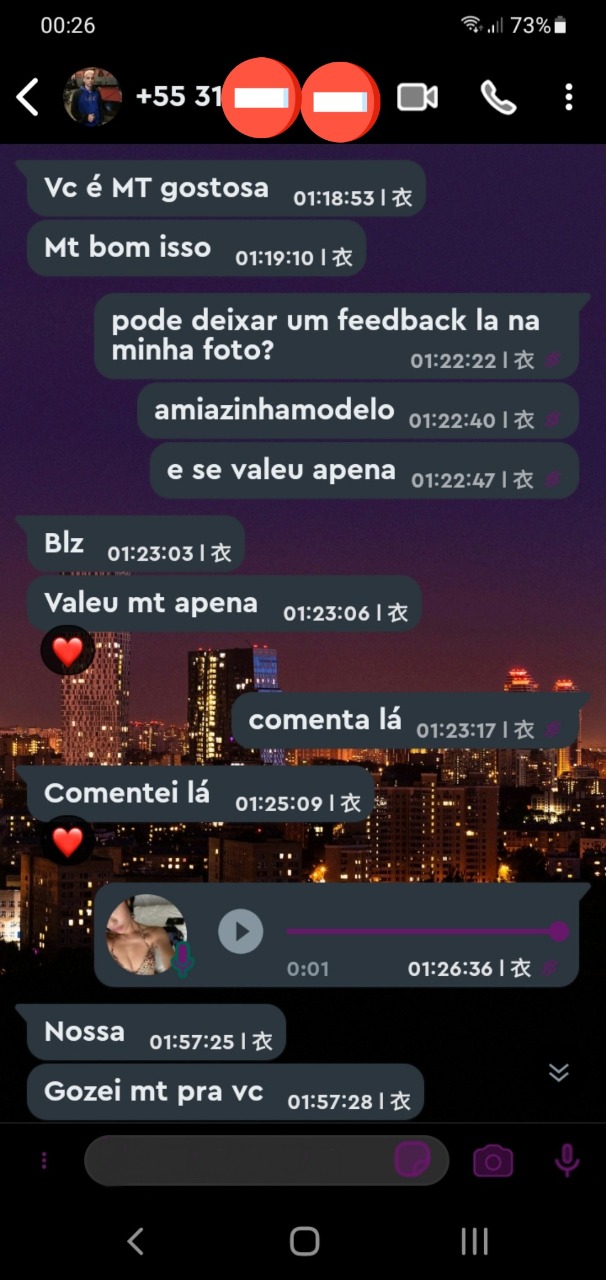 00:26
73%
+55 31
Vc é MT gostosa 01:18:53 | 衣
Mt bom isso 01:19:10 | 衣
pode deixar um feedback la na
minha foto? 01:22:22 | 衣
amiazinhamodelo 01:22:40 | 衣
e se valeu apena 01:22:47 | 衣
Blz 01:23:03 | 衣
Valeu mt apena 01:23:06 | 衣
comenta lá 01:23:17 | 衣
Comentei lá 01:25:09 | 衣
0:01 01:26:36 | 衣
Nossa 01:57:25 | 衣
Gozei mt pra vc 01:57:28 | 衣